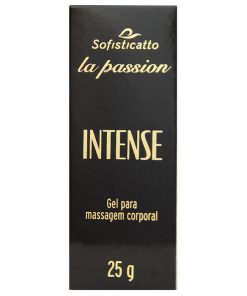 Sofisticatto
la passion
INTENSE
Gel para
massagem corporal
25 g